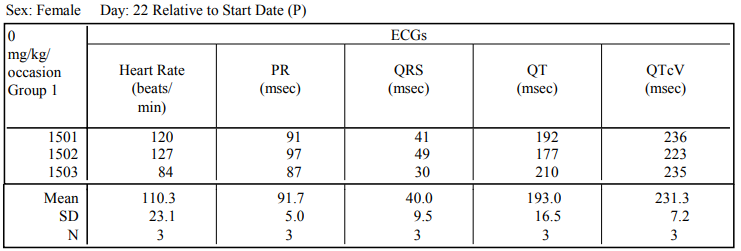 Sex: Female Day: 22 Relative to Start Date (P)
0 mg/kg/occasion Group 1 ECGs
Heart Rate (beats/min) PR (msec) QRS (msec) QT (msec) QTcV (msec)
1501 120 91 41 192 236
1502 127 97 49 177 223
1503 84 87 30 210 235
Mean 110.3 91.7 40.0 193.0 231.3
SD 23.1 5.0 9.5 16.5 7.2
N 3 3 3 3 3